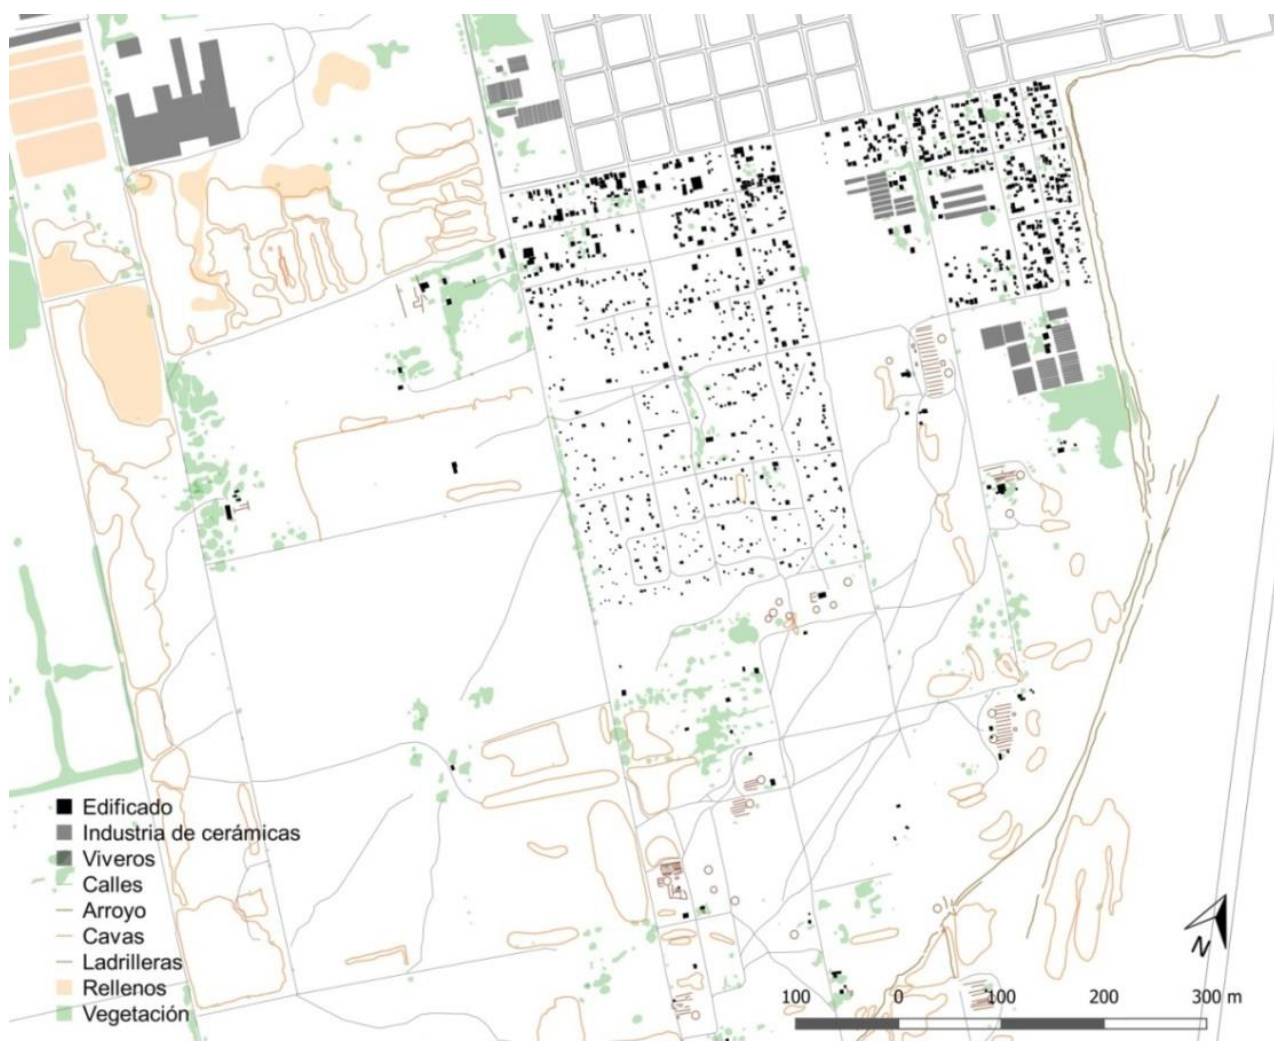 Edificado
Industria de cerámicas
Viveros
Calles
Arroyo
Cavas
Ladrilleras
Rellenos
Vegetación
N
100 0 100 200 300 m